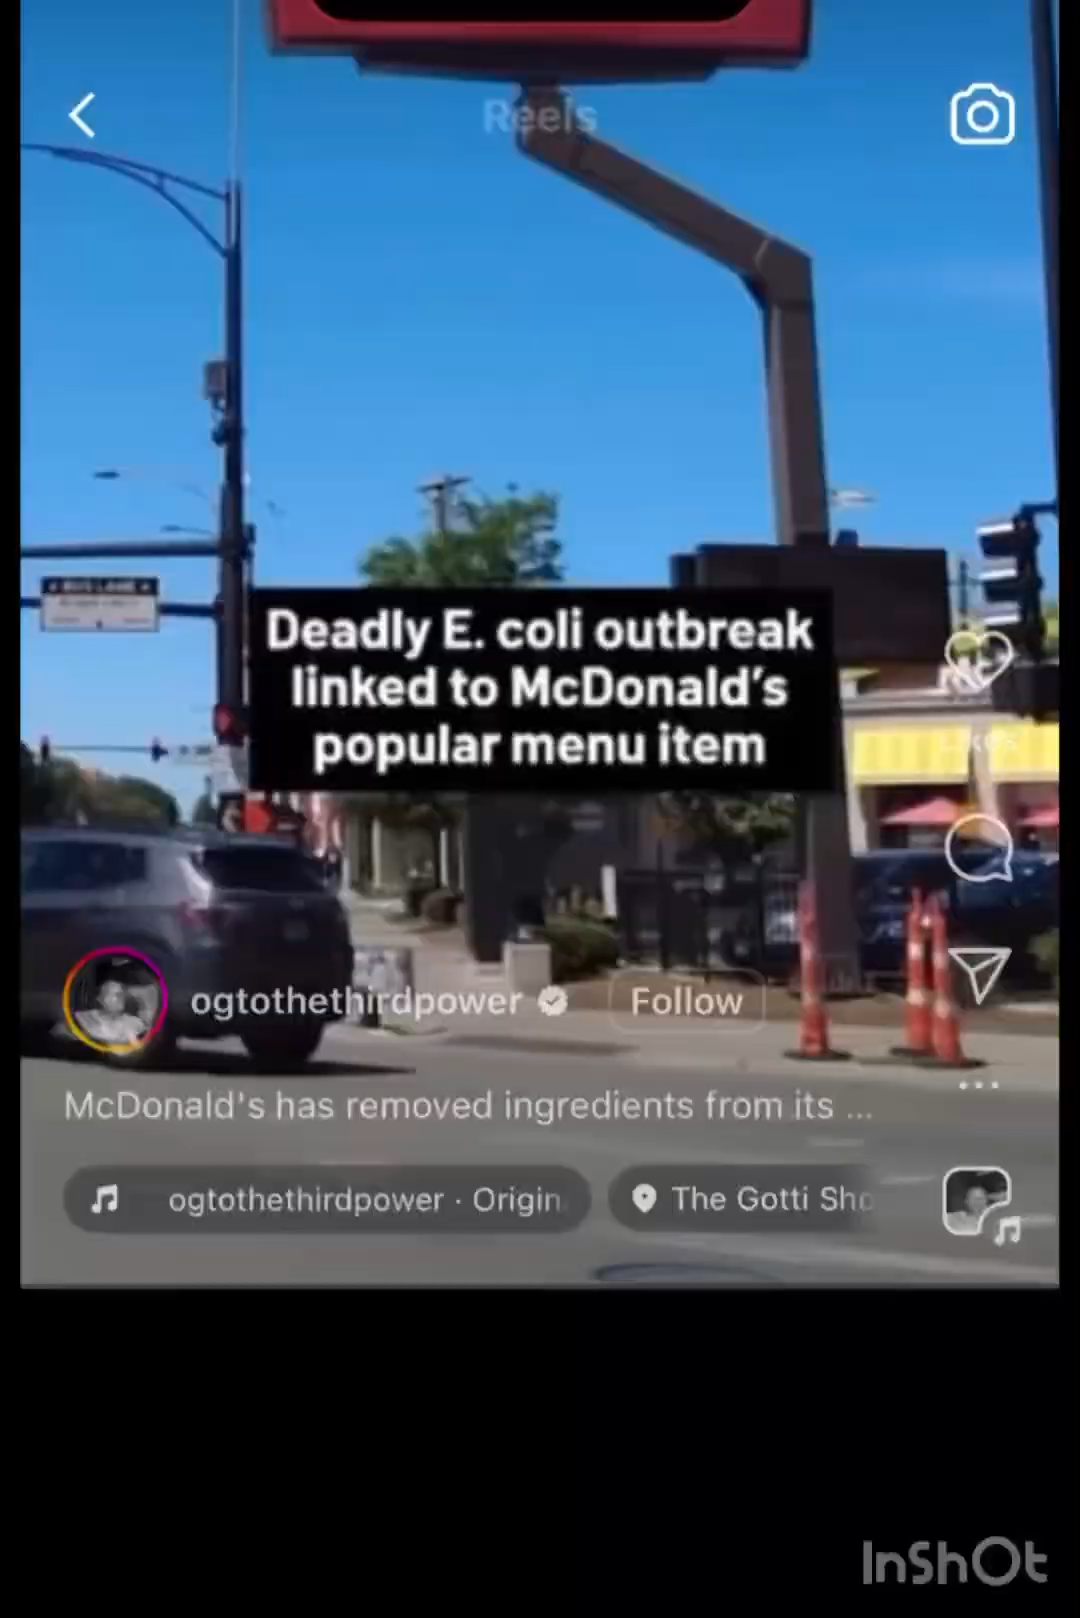 Reels
Deadly E. coli outbreak
linked to McDonald's
popular menu item
ogtothethirdpower
Follow
McDonald's has removed ingredients from its ...
ogtothethirdpower · Origin
The Gotti Sho
InShOt